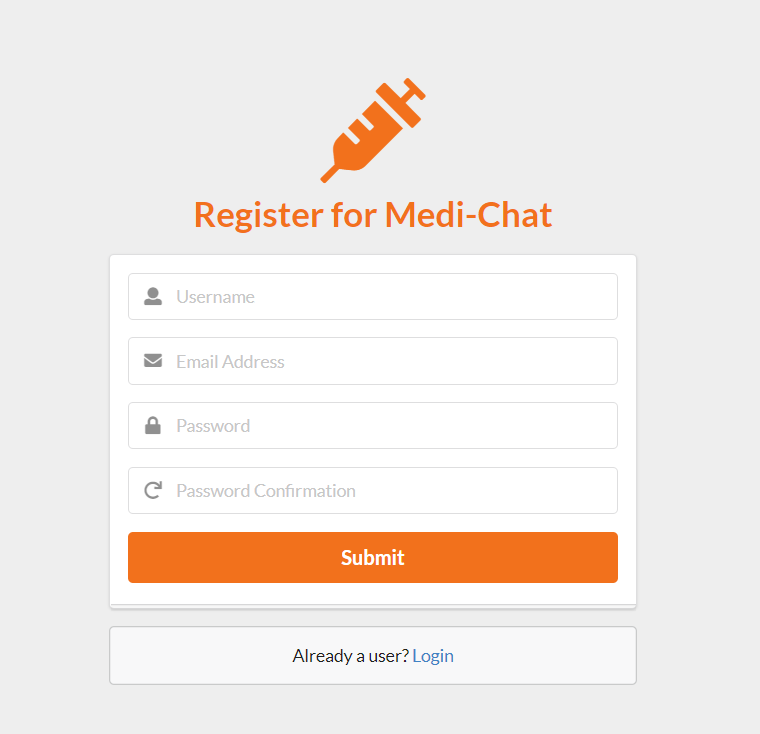 Register for Medi-Chat
Username
Email Address
Password
Password Confirmation
Submit
Already a user? Login